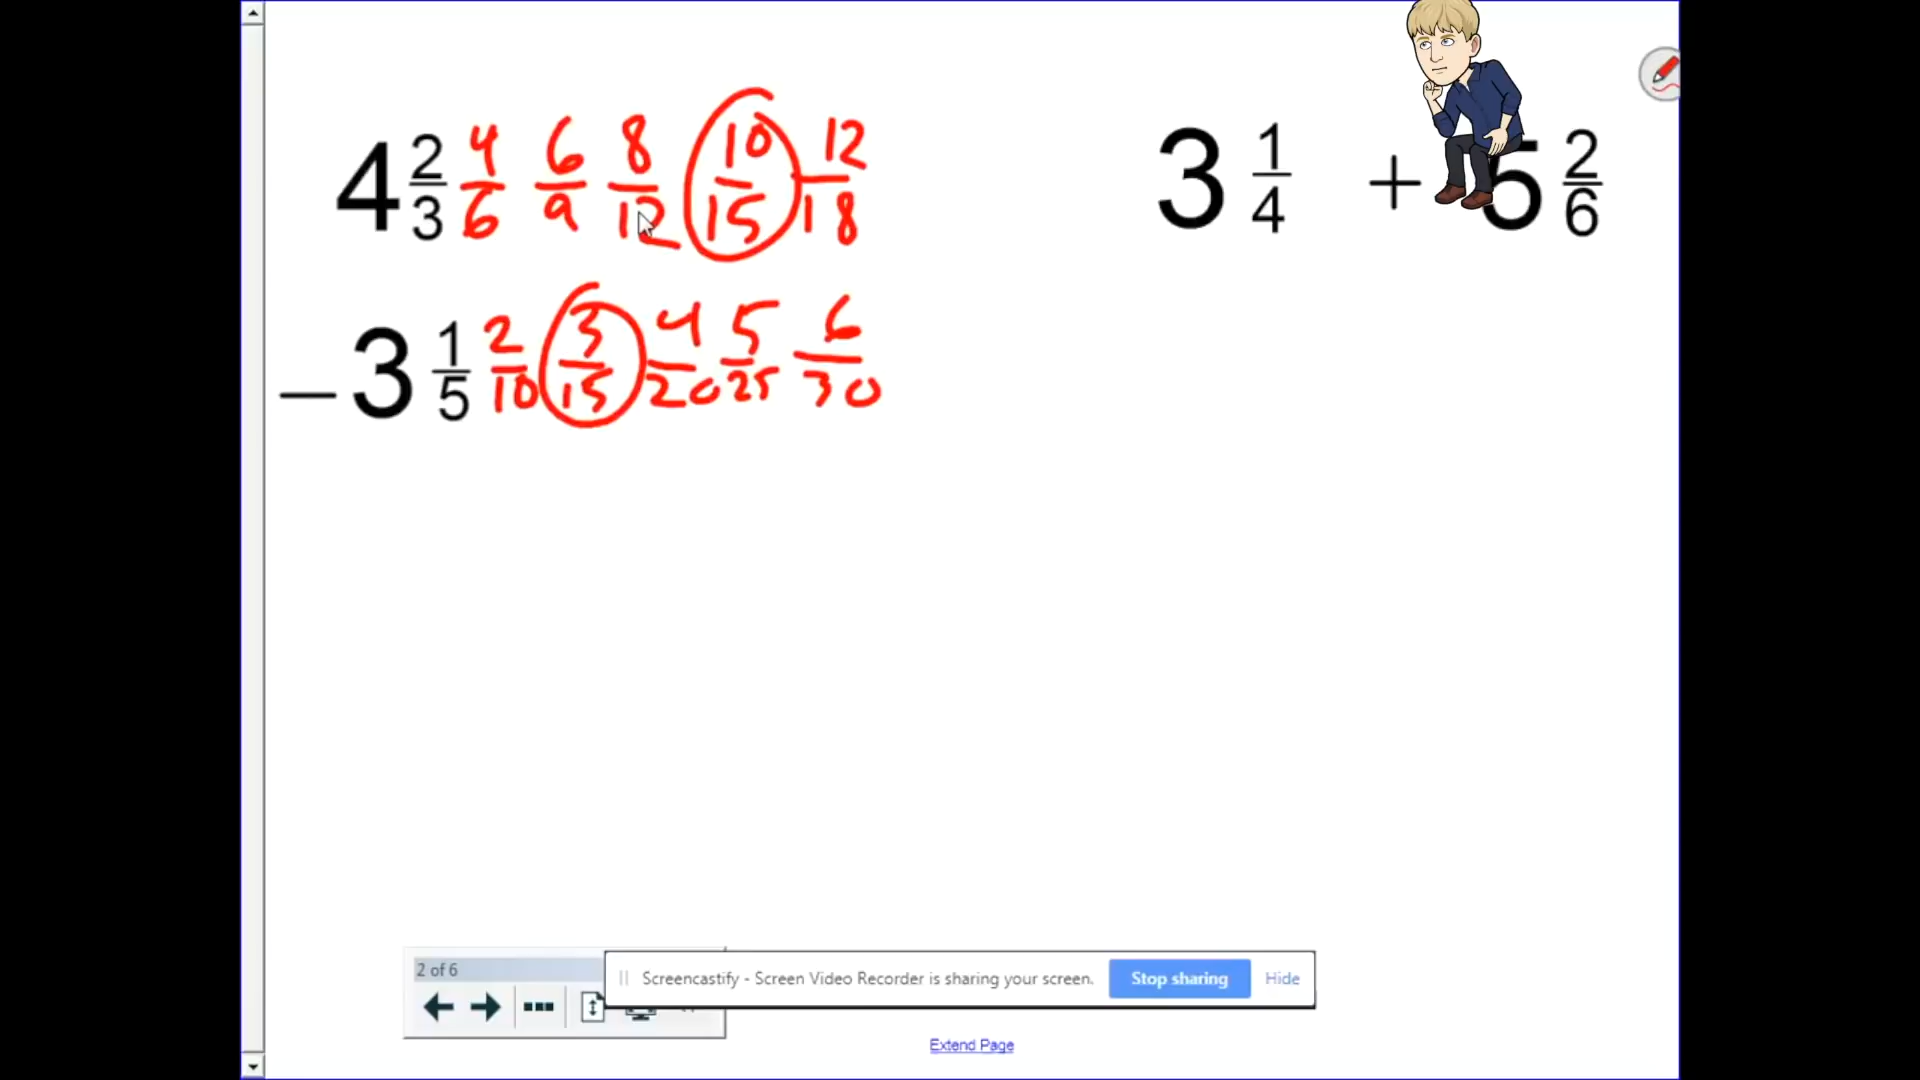 4 2/3 4/6 6/9 8/12 10/15 12/18
− 3 1/5 2/10 3/15 4/20 5/25 6/30
3 1/4 + 5 2/6
2 of 6
Screencastify - Screen Video Recorder is sharing your screen. Stop sharing Hide
Extend Page